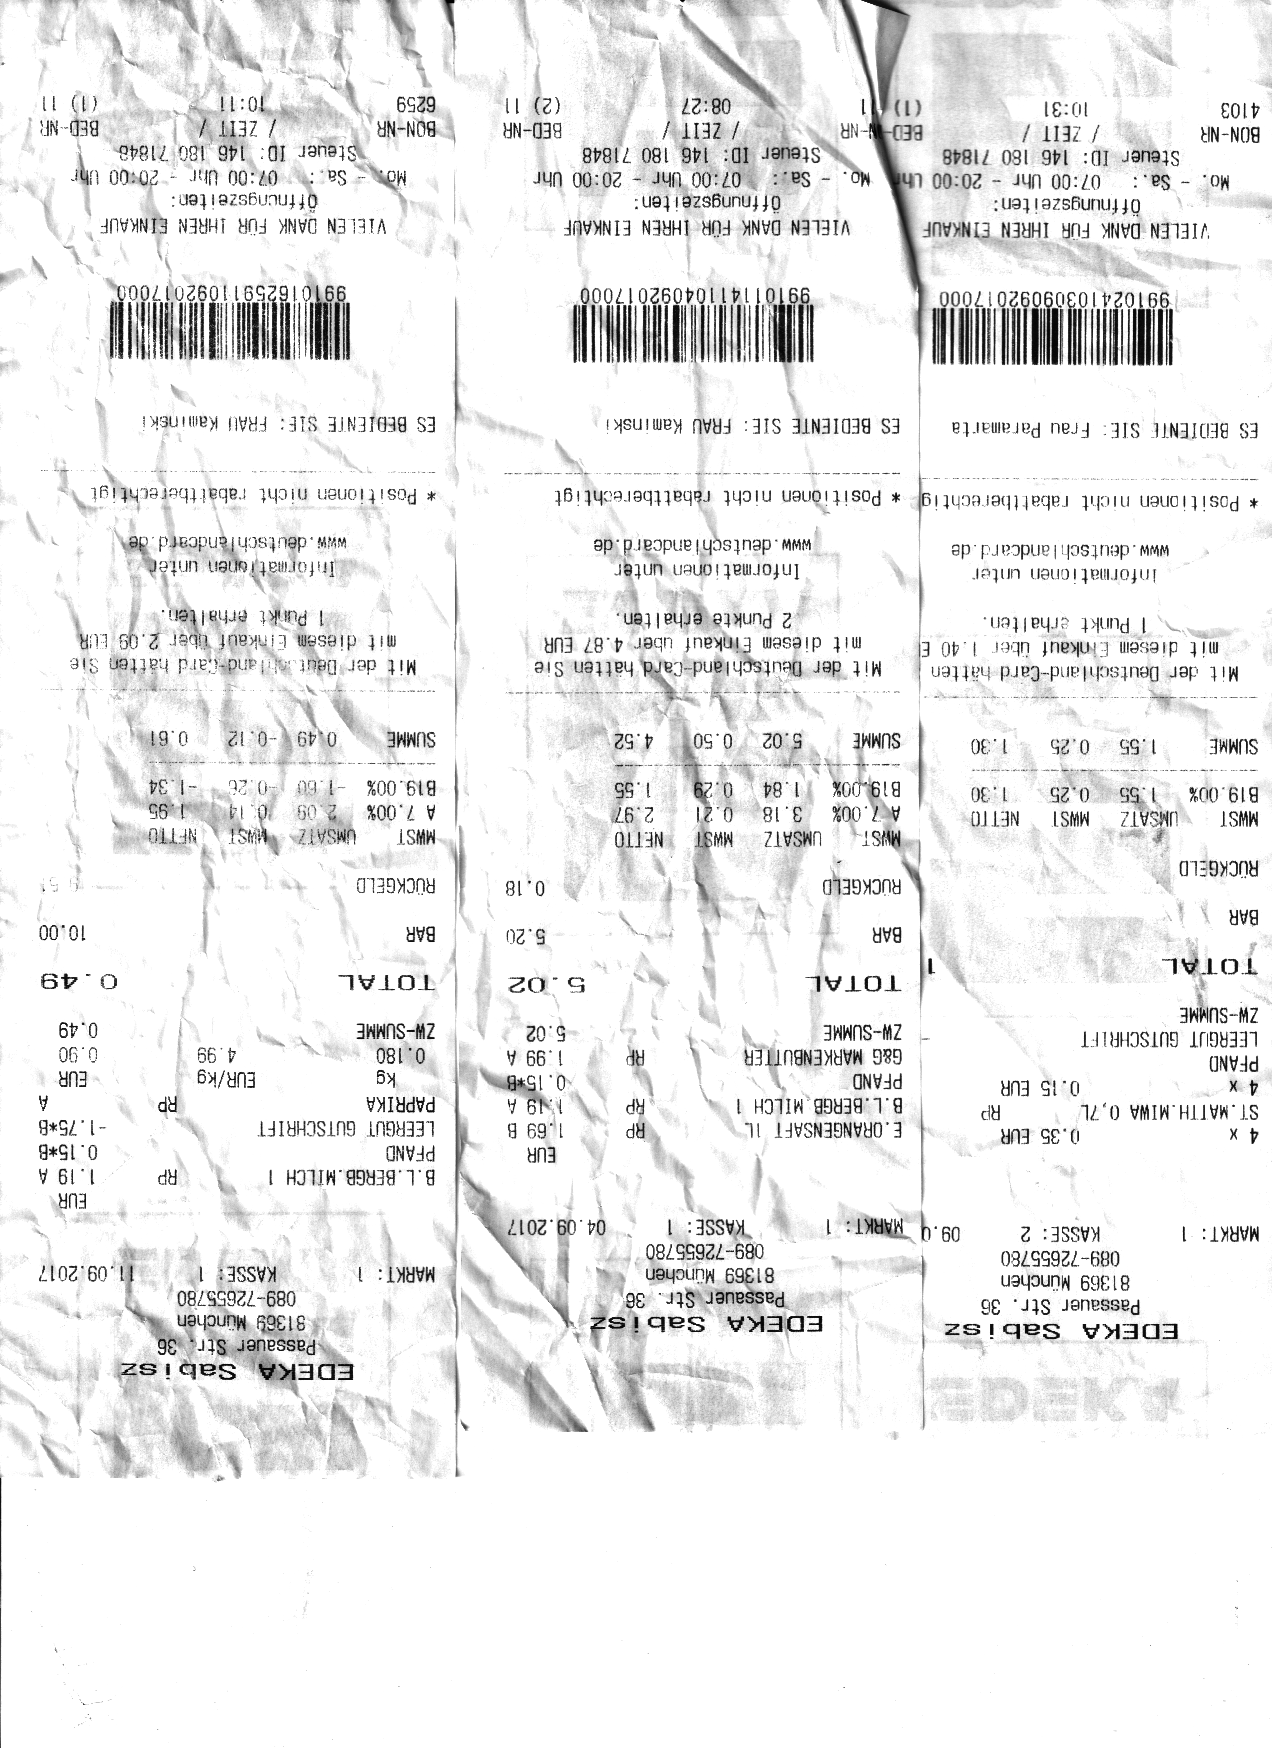 EDEKA Sabisz
Passauer Str. 36
81369 München
089-72655780
MARKT: 1 KASSE: 2 09.0
4 x 0.35 EUR
ST.MATTH.MIWA 0,7L RP
4 x 0.15 EUR
PFAND
LEERGUT GUTSCHRIFT -
ZW-SUMME
TOTAL 1
BAR
RÜCKGELD
MWST UMSATZ MWST NETTO
B19.00% 1.55 0.25 1.30
SUMME 1.55 0.25 1.30
Mit der Deutschland-Card hätten
mit diesem Einkauf über 1.40 E
1 Punkt erhalten.
Informationen unter
www.deutschlandcard.de
* Positionen nicht rabattberechtig
ES BEDIENTE SIE: Frau Paramarta
99102410309092017000
VIELEN DANK FÜR IHREN EINKAUF
Öffnungszeiten:
Mo. - Sa.: 07:00 Uhr - 20:00 Uhr
Steuer ID: 146 180 71848
BON-NR / ZEIT / BED-NR
4103 10:31 (1) 11
EDEKA Sabisz
Passauer Str. 36
81369 München
089-72655780
MARKT: 1 KASSE: 1 04.09.2017
EUR
E.ORANGENSAFT 1L RP 1.69 B
B.L.BERGB.MILCH 1 RP 1.19 A
PFAND 0.15*B
G&G MARKENBUTTER RP 1.99 A
ZW-SUMME 5.02
TOTAL 5.02
BAR 5.20
RÜCKGELD 0.18
MWST UMSATZ MWST NETTO
A 7.00% 3.18 0.21 2.97
B19.00% 1.84 0.29 1.55
SUMME 5.02 0.50 4.52
Mit der Deutschland-Card hätten Sie
mit diesem Einkauf über 4.87 EUR
2 Punkte erhalten.
Informationen unter
www.deutschlandcard.de
* Positionen nicht rabattberechtigt
ES BEDIENTE SIE: FRAU Kaminski
99101141104092017000
VIELEN DANK FÜR IHREN EINKAUF
Öffnungszeiten:
Mo. - Sa.: 07:00 Uhr - 20:00 Uhr
Steuer ID: 146 180 71848
-NR / ZEIT / BED-NR
11 08:27 (2) 11
EDEKA Sabisz
Passauer Str. 36
81369 München
089-72655780
MARKT: 1 KASSE: 1 11.09.2017
EUR
B.L.BERGB.MILCH 1 RP 1.19 A
PFAND 0.15*B
LEERGUT GUTSCHRIFT -1.75*B
PAPRIKA RP A
kg EUR/kg EUR
0.180 4.99 0.90
ZW-SUMME 0.49
TOTAL 0.49
BAR 10.00
RÜCKGELD
MWST UMSATZ MWST NETTO
A 7.00% 2.09 0.14 1.95
B19.00% -1.60 -0.26 -1.34
SUMME 0.49 -0.12 0.61
Mit der Deutschland-Card hätten Sie
mit diesem Einkauf über 2.09 EUR
1 Punkt erhalten.
Informationen unter
www.deutschlandcard.de
* Positionen nicht rabattberechtigt
ES BEDIENTE SIE: FRAU Kaminski
99101625911092017000
VIELEN DANK FÜR IHREN EINKAUF
Öffnungszeiten:
Mo. - Sa.: 07:00 Uhr - 20:00 Uhr
Steuer ID: 146 180 71848
BON-NR / ZEIT / BED-NR
6259 10:11 (1) 11